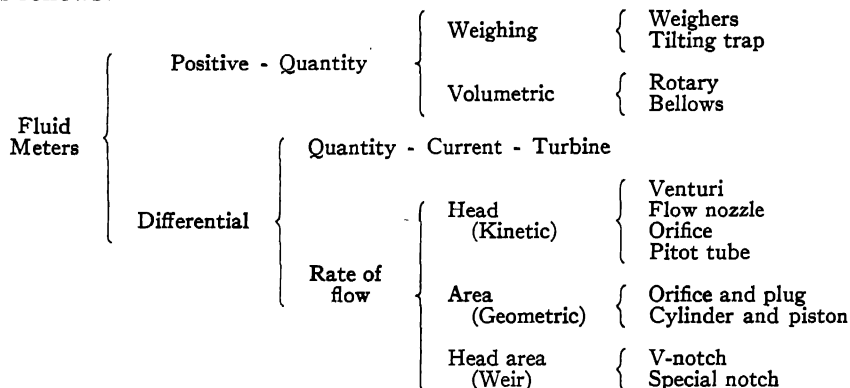 Weighers
Weighing
Tilting trap
Positive - Quantity
Rotary
Volumetric
Bellows
Fluid
Meters
Quantity - Current - Turbine
Venturi
Head
Flow nozzle
Differential
(Kinetic)
Orifice
Pitot tube
Rate of
flow
Area
Orifice and plug
(Geometric)
Cylinder and piston
Head area
V-notch
(Weir)
Special notch